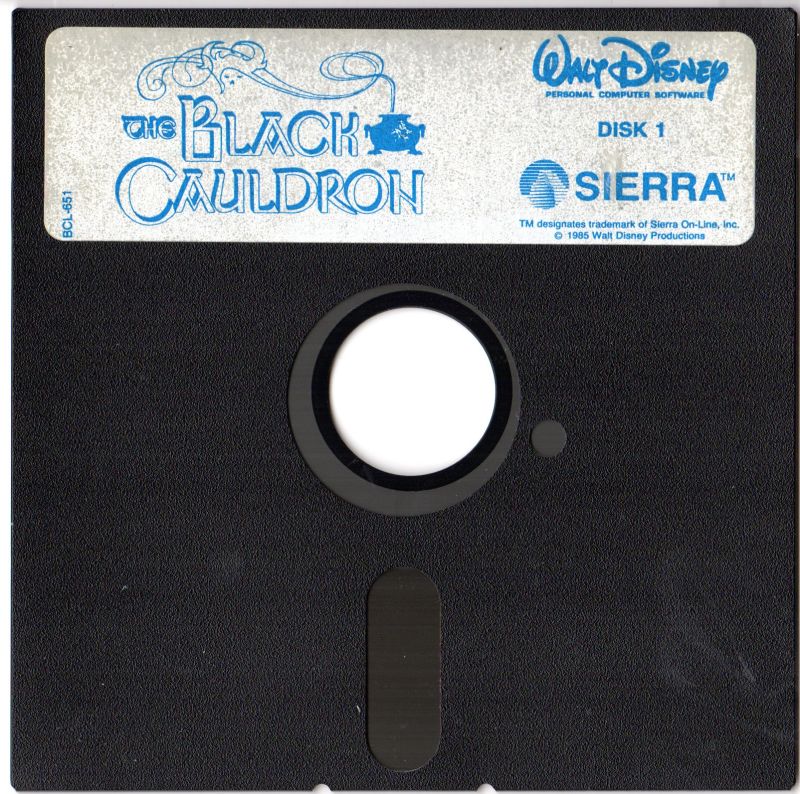 THE BLACK
CAULDRON
BCL-651
WALT DISNEY
PERSONAL COMPUTER SOFTWARE
DISK 1
SIERRA™
TM designates trademark of Sierra On-Line, Inc.
© 1985 Walt Disney Productions